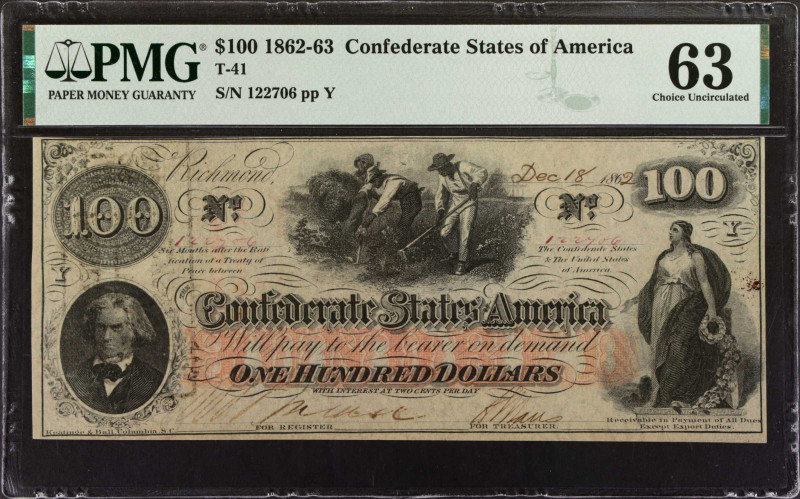 PMG®
PAPER MONEY GUARANTY
$100 1862-63 Confederate States of America
T-41
S/N 122706 pp Y
63
Choice Uncirculated
Richmond,
Dec 18 1862
100
100
No.
No.
122706
Six Months after the Rati
fication of a Treaty of
Peace between
The Confederate States
& The United States
of America
Y
Y
Confederate States America
Will pay to the bearer on demand
ONE HUNDRED DOLLARS
WITH INTEREST AT TWO CENTS PER DAY
FOR REGISTER.
FOR TREASURER.
Keatinge & Ball, Columbia, S.C.
Receivable in Payment of All Dues
Except Export Duties.